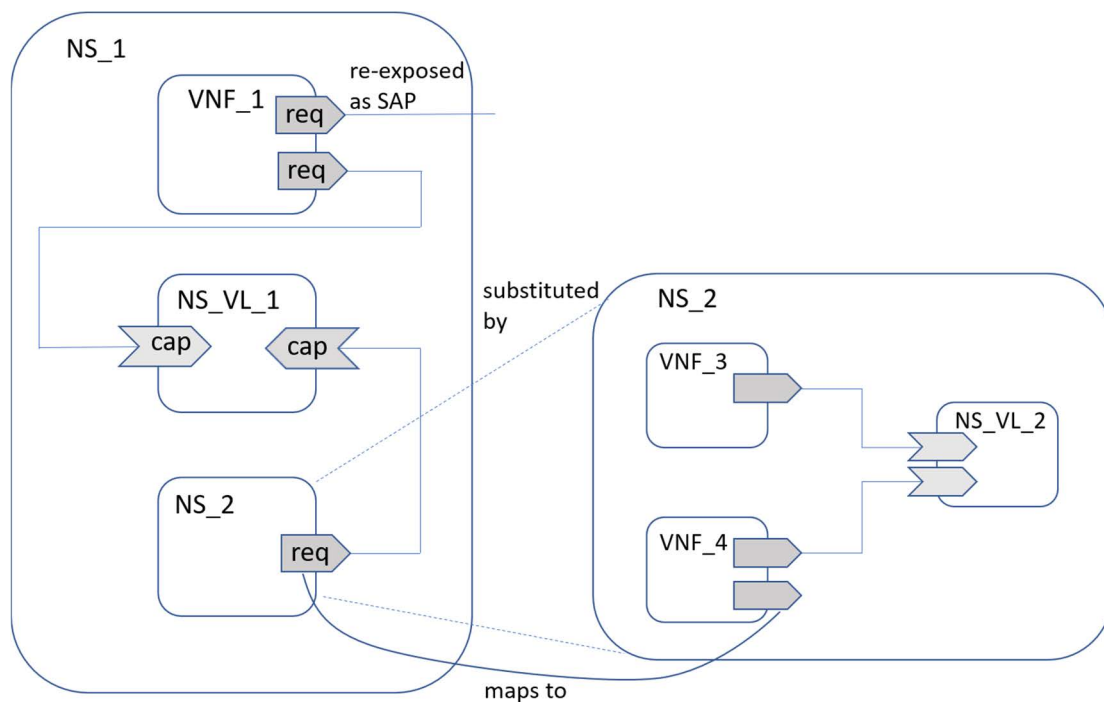 NS_1
VNF_1
re-exposed
as SAP
req
req
NS_VL_1
cap
cap
substituted
by
NS_2
req
maps to
NS_2
VNF_3
NS_VL_2
VNF_4